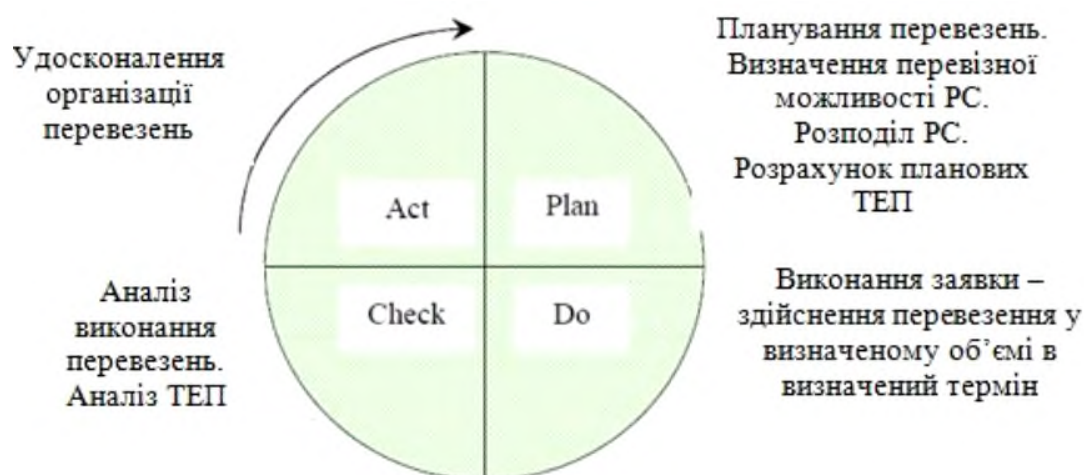 Удосконалення
організації
перевезень
Планування перевезень.
Визначення перевізної
можливості РС.
Розподіл РС.
Розрахунок планових
ТЕП
Act
Plan
Check
Do
Аналіз
виконання
перевезень.
Аналіз ТЕП
Виконання заявки –
здійснення перевезення у
визначеному об’ємі в
визначений термін